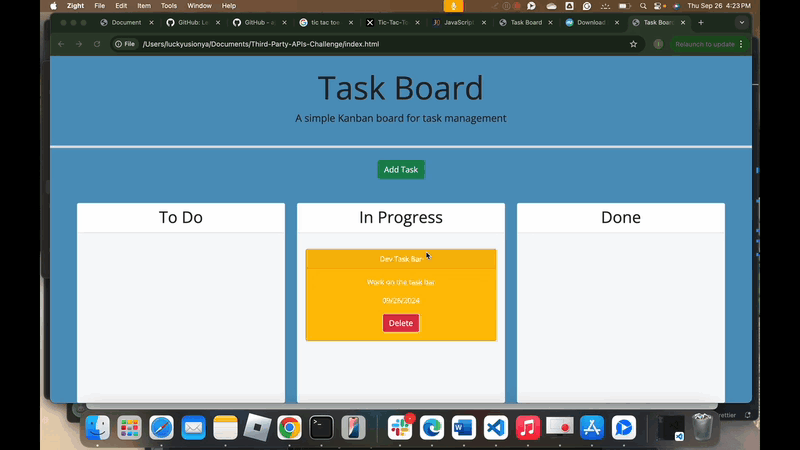 Zight File Edit Item Tools Window Help
Thu Sep 26 4:23 PM
Document
GitHub: Le
GitHub – e
tic tac toe
Tic-Tac-To
JavaScrip
Task Board
Download
Task Board
File /Users/luckyusionya/Documents/Third-Party-APIs-Challenge/index.html
Relaunch to update
Task Board
A simple Kanban board for task management
Add Task
To Do
In Progress
Done
Dev Task Bar
Work on the task bar
09/26/2024
Delete